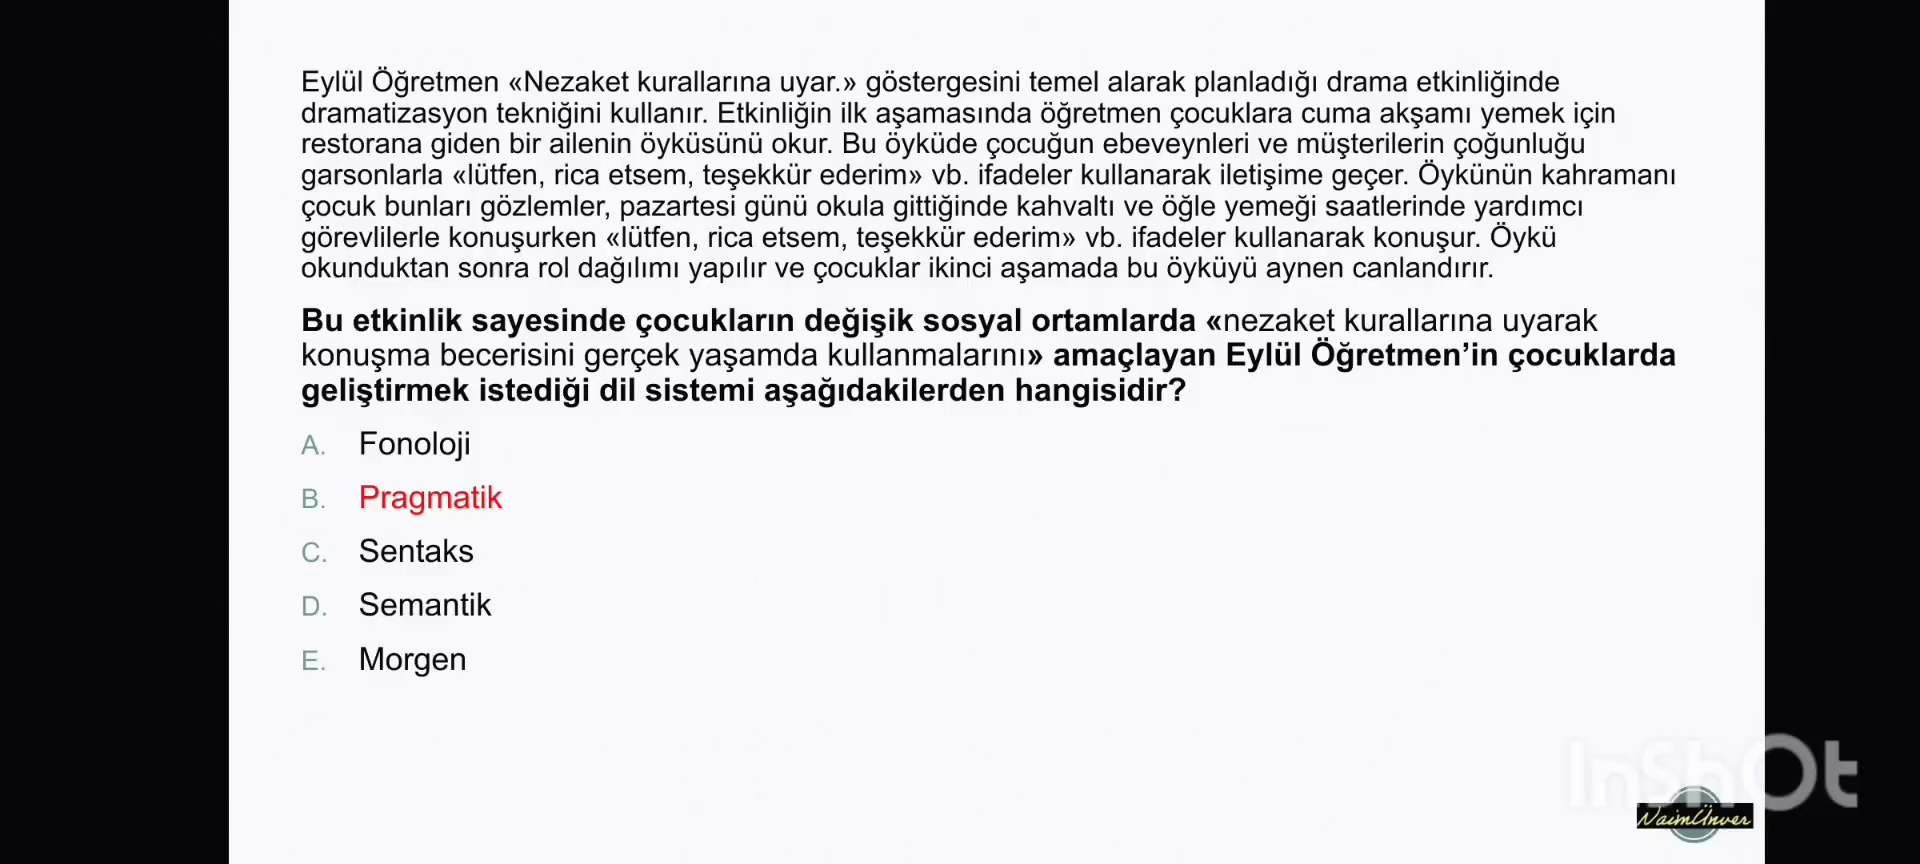 Eylül Öğretmen «Nezaket kurallarına uyar.» göstergesini temel alarak planladığı drama etkinliğinde
dramatizasyon tekniğini kullanır. Etkinliğin ilk aşamasında öğretmen çocuklara cuma akşamı yemek için
restorana giden bir ailenin öyküsünü okur. Bu öyküde çocuğun ebeveynleri ve müşterilerin çoğunluğu
garsonlarla «lütfen, rica etsem, teşekkür ederim» vb. ifadeler kullanarak iletişime geçer. Öykünün kahramanı
çocuk bunları gözlemler, pazartesi günü okula gittiğinde kahvaltı ve öğle yemeği saatlerinde yardımcı
görevlilerle konuşurken «lütfen, rica etsem, teşekkür ederim» vb. ifadeler kullanarak konuşur. Öykü
okunduktan sonra rol dağılımı yapılır ve çocuklar ikinci aşamada bu öyküyü aynen canlandırır.
Bu etkinlik sayesinde çocukların değişik sosyal ortamlarda «nezaket kurallarına uyarak
konuşma becerisini gerçek yaşamda kullanmalarını» amaçlayan Eylül Öğretmen'in çocuklarda
geliştirmek istediği dil sistemi aşağıdakilerden hangisidir?
A. Fonoloji
B. Pragmatik
C. Sentaks
D. Semantik
E. Morgen
InShOt
NaimÜnver